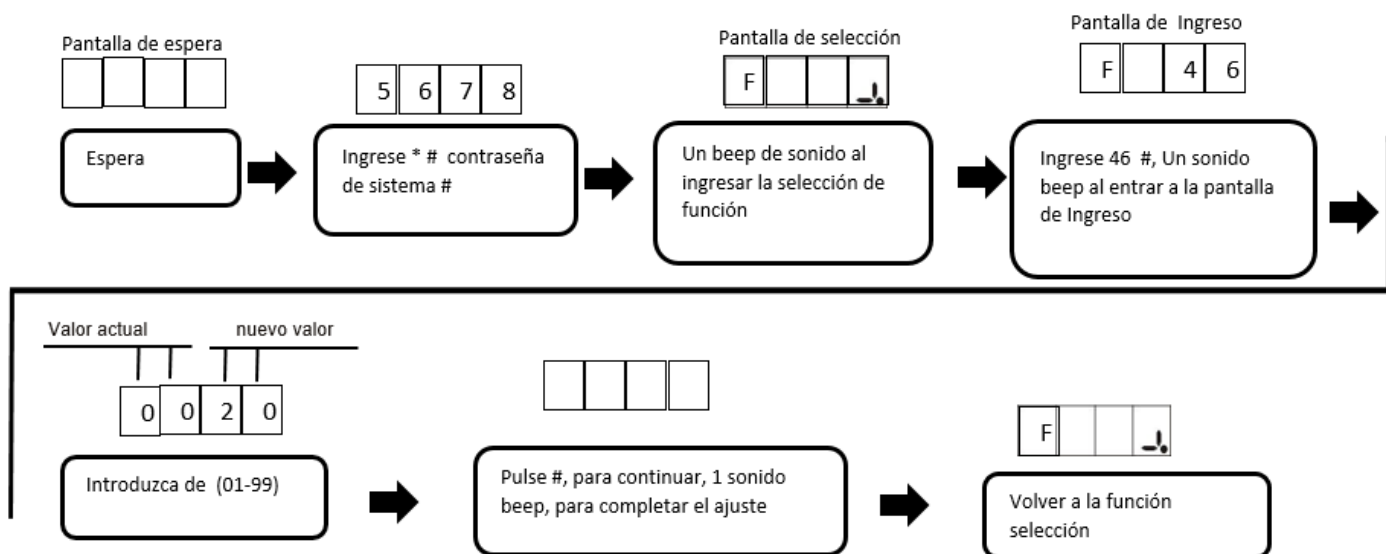 Pantalla de espera
Espera
5 6 7 8
Ingrese * # contraseña
de sistema #
Pantalla de selección
F
Un beep de sonido al
ingresar la selección de
función
Pantalla de Ingreso
F 4 6
Ingrese 46 #, Un sonido
beep al entrar a la pantalla
de Ingreso
Valor actual nuevo valor
0 0 2 0
Introduzca de (01-99)
Pulse #, para continuar, 1 sonido
beep, para completar el ajuste
F
Volver a la función
selección